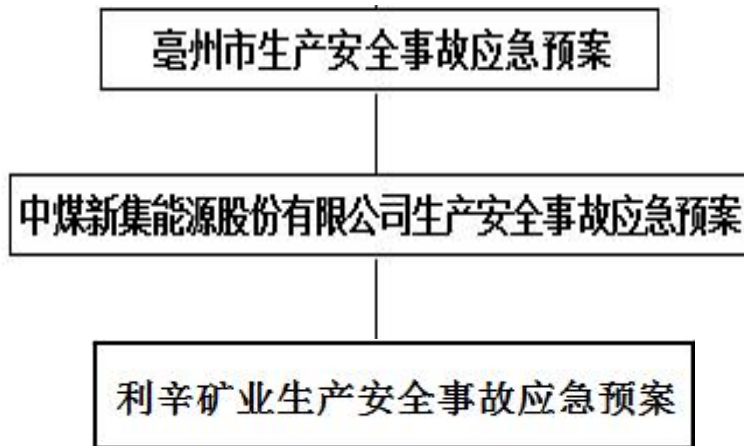 亳州市生产安全事故应急预案
中煤新集能源股份有限公司生产安全事故应急预案
利辛矿业生产安全事故应急预案